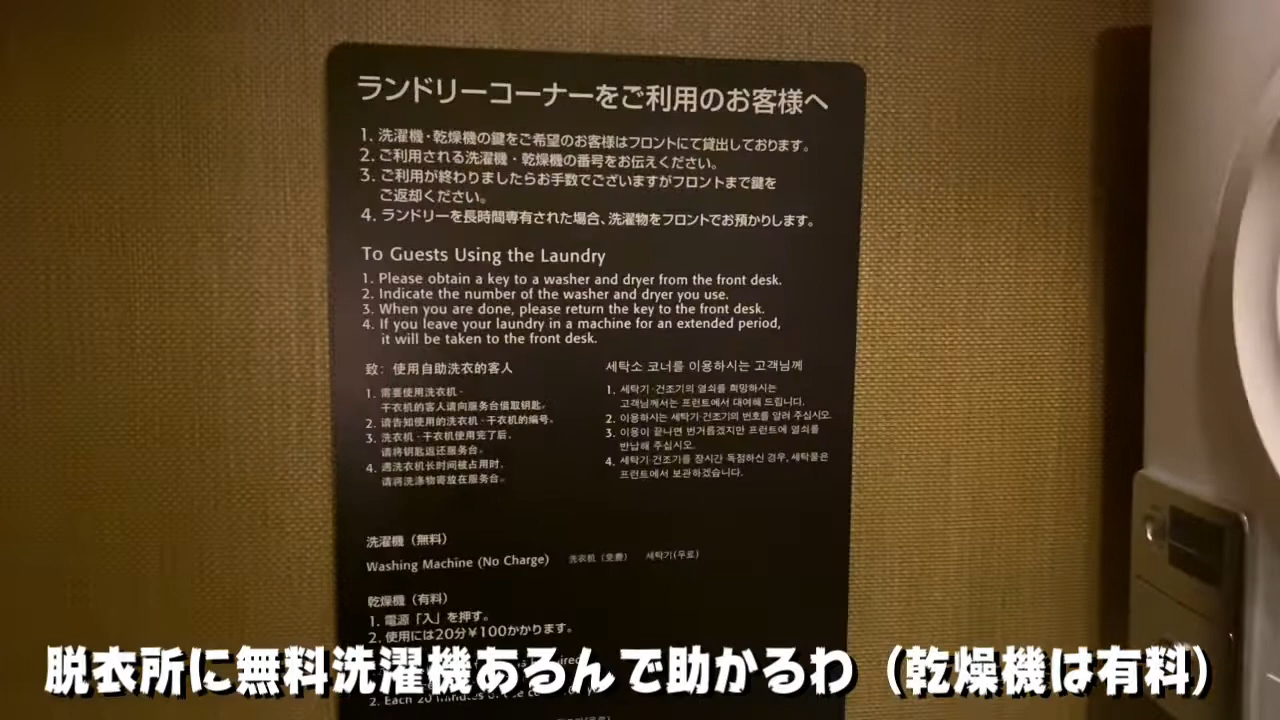 ランドリーコーナーをご利用のお客様へ
1. 洗濯機・乾燥機の鍵をご希望のお客様はフロントにて貸出しております。
2. ご利用される洗濯機・乾燥機の番号をお伝えください。
3. ご利用が終わりましたらお手数でございますがフロントまで鍵を
ご返却ください。
4. ランドリーを長時間専有された場合、洗濯物をフロントでお預かりします。
To Guests Using the Laundry
1. Please obtain a key to a washer and dryer from the front desk.
2. Indicate the number of the washer and dryer you use.
3. When you are done, please return the key to the front desk.
4. If you leave your laundry in a machine for an extended period,
it will be taken to the front desk.
致：使用自助洗衣的客人
1. 需要使用洗衣机·
干衣机的客人请向服务台借取钥匙。
2. 请告知使用的洗衣机·干衣机的编号。
3. 洗衣机·干衣机使用完了后，
请将钥匙返还服务台。
4. 遇洗衣机长时间被占用时，
请将洗涤物寄放在服务台。
세탁소 코너를 이용하시는 고객님께
1. 세탁기·건조기의 열쇠를 희망하시는
고객님께서는 프런트에서 대여해 드립니다.
2. 이용하시는 세탁기·건조기의 번호를 알려 주십시오.
3. 이용이 끝나면 번거롭겠지만 프런트에 열쇠를
반납해 주십시오.
4. 세탁기·건조기를 장시간 독점하신 경우, 세탁물은
프런트에서 보관하겠습니다.
洗濯機（無料）
Washing Machine (No Charge) 洗衣机（免费） 세탁기(무료)
乾燥機（有料）
1. 電源「入」を押す。
2. 使用には20分￥100かかります。
2. Each 20 minutes
脱衣所に無料洗濯機あるんで助かるわ（乾燥機は有料）